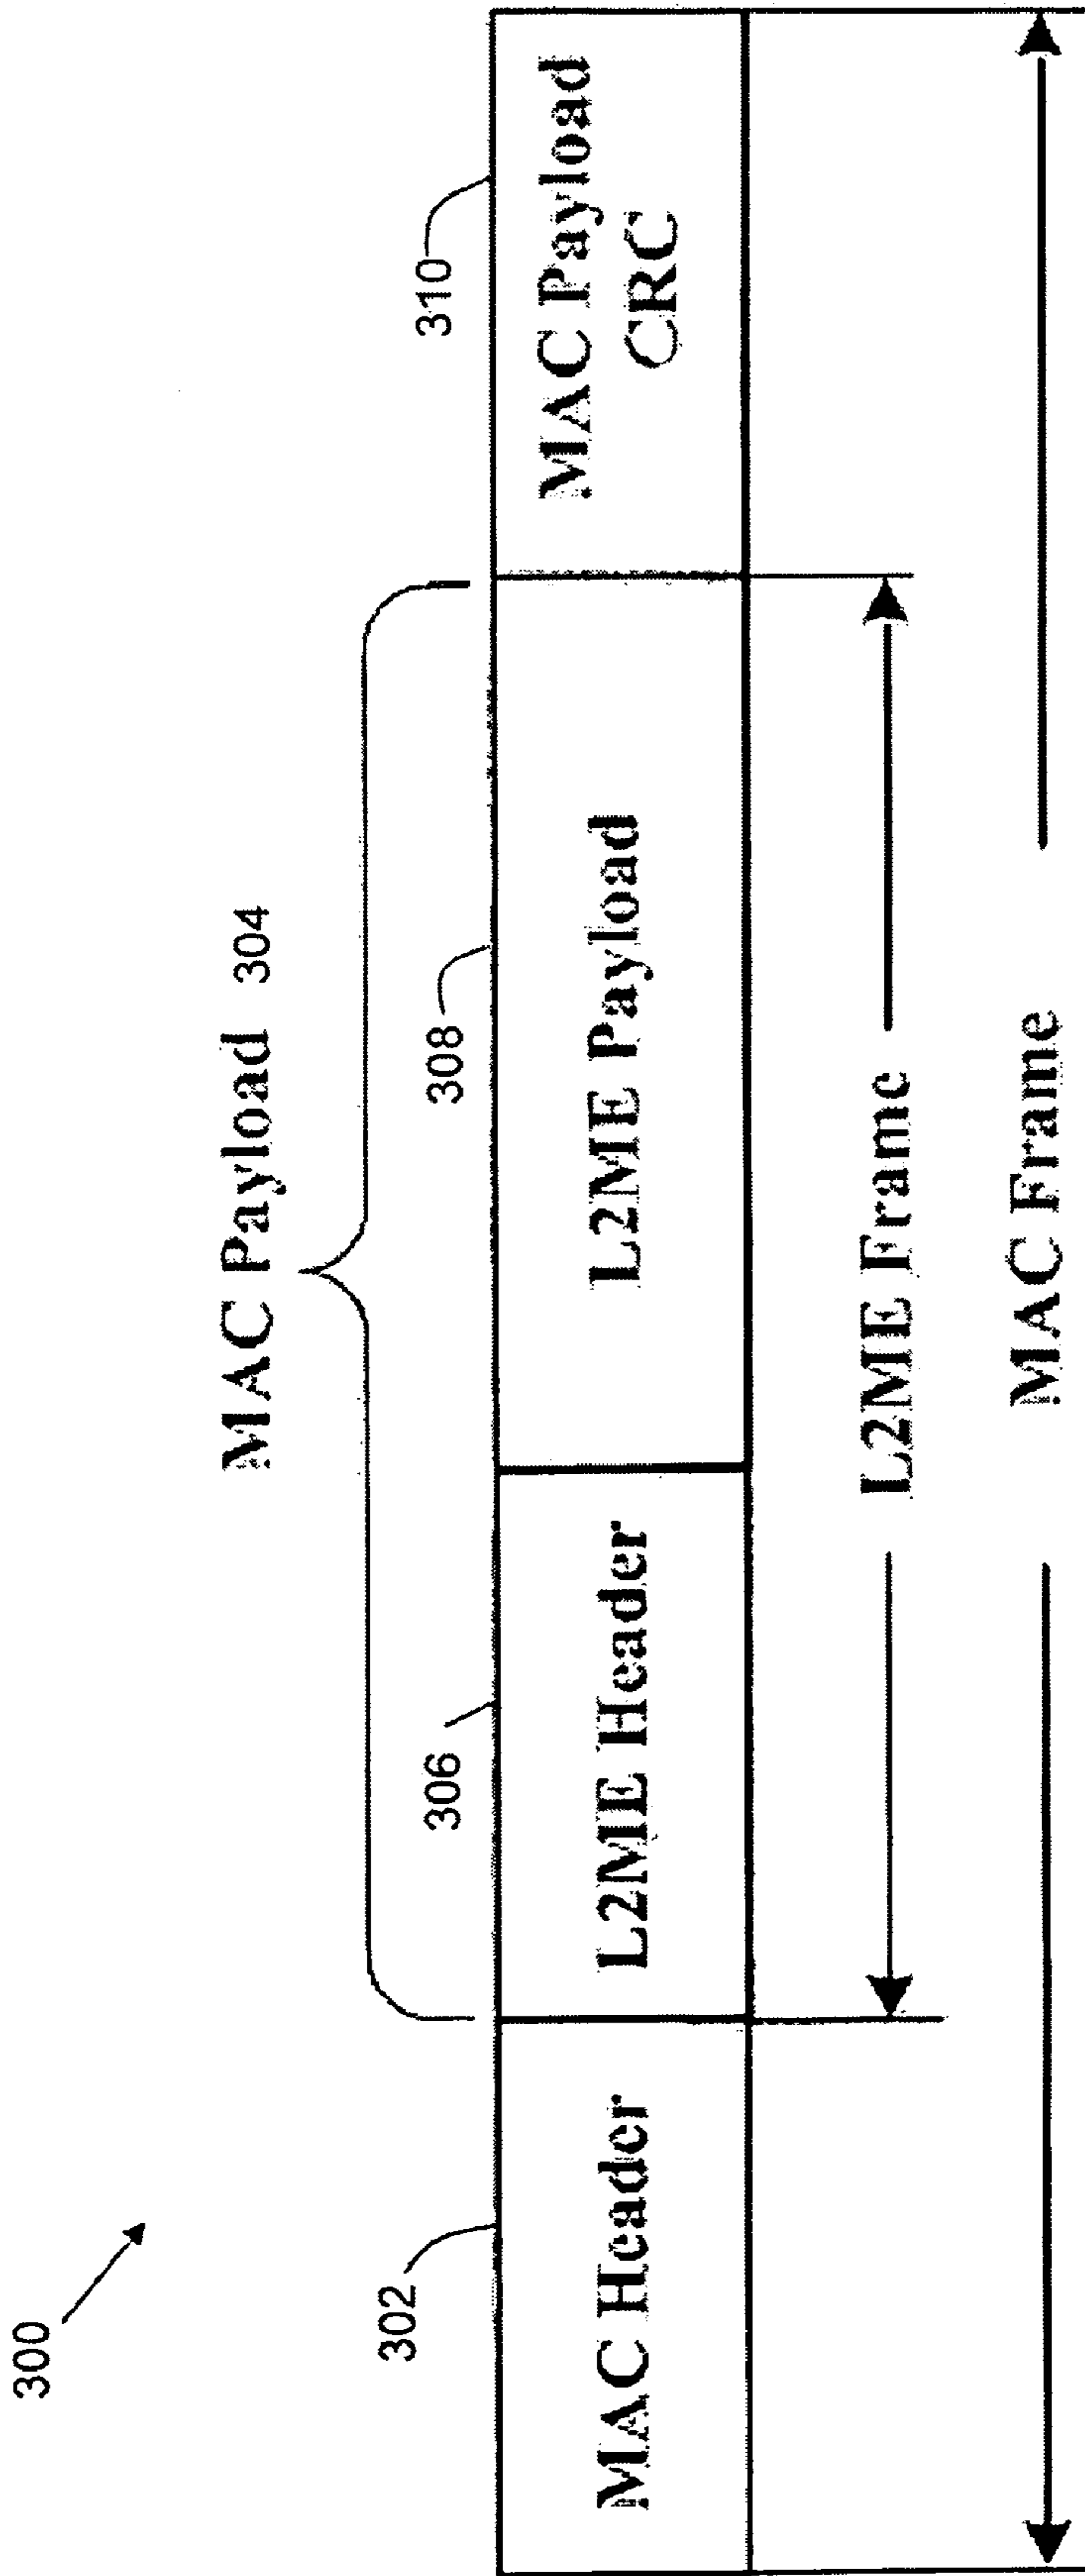 300
MAC Payload 304
302
306
308
310
MAC Header
L2ME Header
L2ME Payload
MAC Payload
CRC
L2ME Frame
MAC Frame